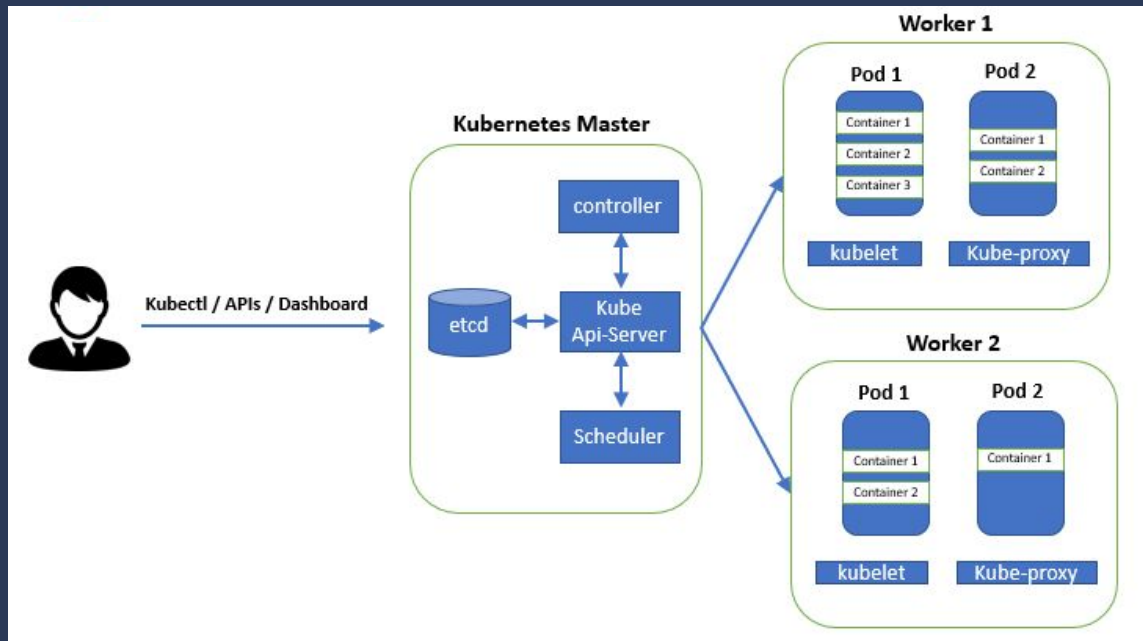 Kubectl / APIs / Dashboard
Kubernetes Master
controller
etcd
Kube
Api-Server
Scheduler
Worker 1
Pod 1
Container 1
Container 2
Container 3
Pod 2
Container 1
Container 2
kubelet
Kube-proxy
Worker 2
Pod 1
Container 1
Container 2
Pod 2
Container 1
kubelet
Kube-proxy